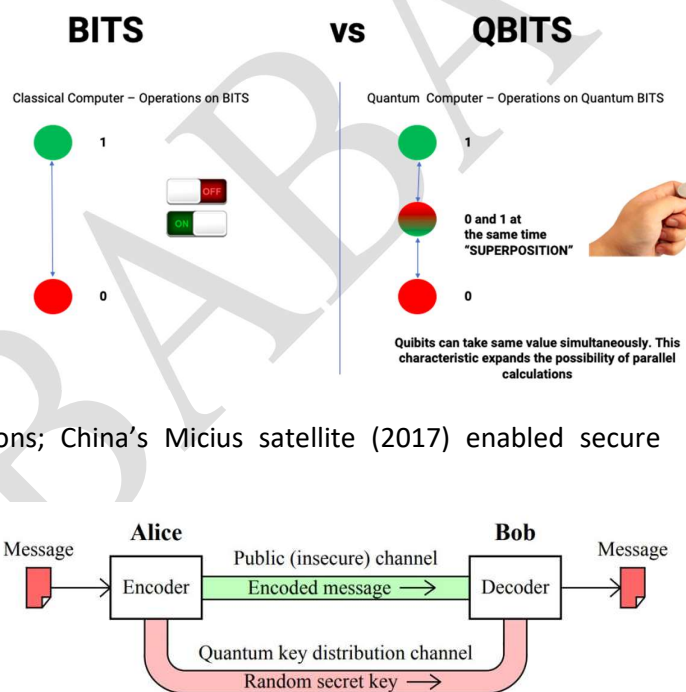 BITS vs QBITS
Classical Computer – Operations on BITS
Quantum Computer – Operations on Quantum BITS
1
OFF
ON
0
1
0 and 1 at
the same time
“SUPERPOSITION”
0
Quibits can take same value simultaneously. This
characteristic expands the possibility of parallel
calculations
ons; China’s Micius satellite (2017) enabled secure
Alice
Bob
Message
Public (insecure) channel
Message
Encoder
Encoded message
Decoder
Quantum key distribution channel
Random secret key